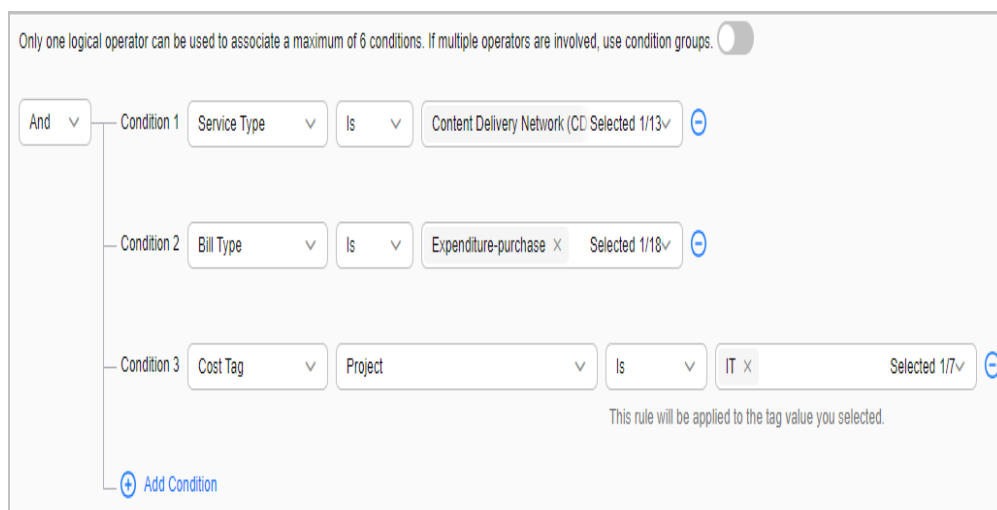 Only one logical operator can be used to associate a maximum of 6 conditions. If multiple operators are involved, use condition groups.
And Condition 1 Service Type Is Content Delivery Network (CD Selected 1/13
Condition 2 Bill Type Is Expenditure-purchase × Selected 1/18
Condition 3 Cost Tag Project Is IT × Selected 1/7
This rule will be applied to the tag value you selected.
Add Condition